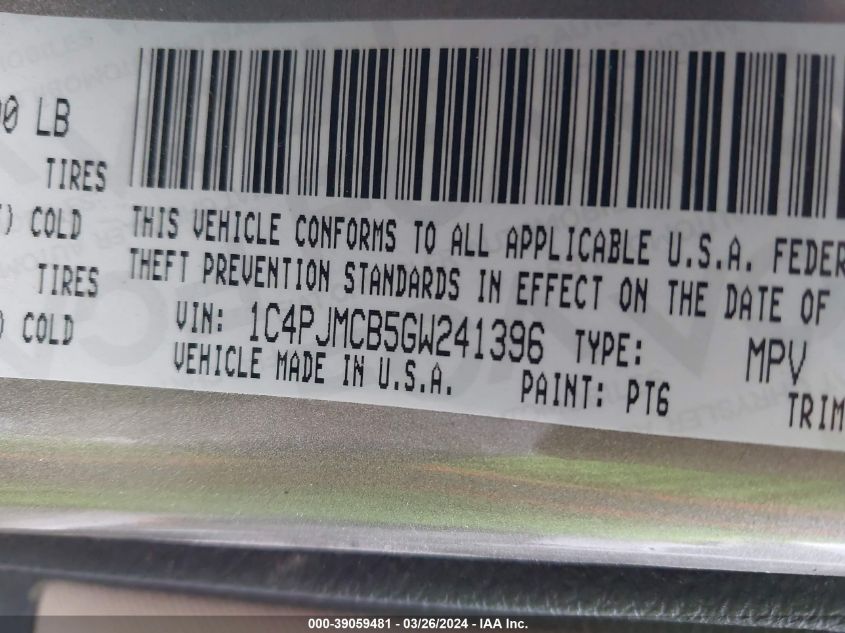 00 LB
TIRES
) COLD
TIRES
) COLD
THIS VEHICLE CONFORMS TO ALL APPLICABLE U.S.A. FEDER
THEFT PREVENTION STANDARDS IN EFFECT ON THE DATE OF
VIN: 1C4PJMCB5GW241396 TYPE: MPV
VEHICLE MADE IN U.S.A. PAINT: PT6 TRIM
000-39059481 - 03/26/2024 - IAA Inc.